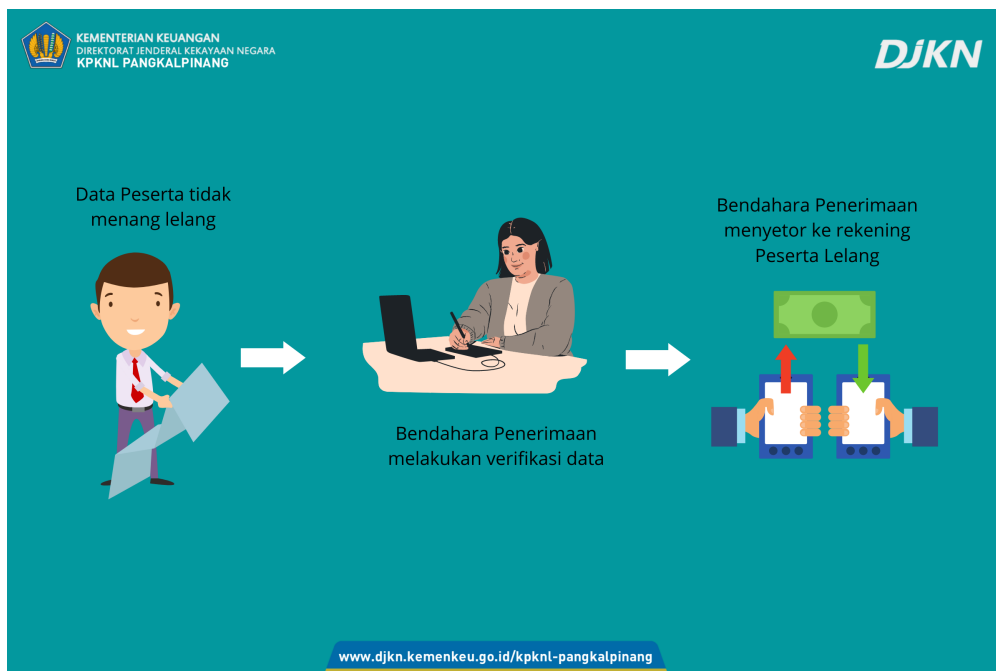 KEMENTERIAN KEUANGAN
DIREKTORAT JENDERAL KEKAYAAN NEGARA
KPKNL PANGKALPINANG
DJKN
Data Peserta tidak
menang lelang
Bendahara Penerimaan
melakukan verifikasi data
Bendahara Penerimaan
menyetor ke rekening
Peserta Lelang
www.djkn.kemenkeu.go.id/kpknl-pangkalpinang